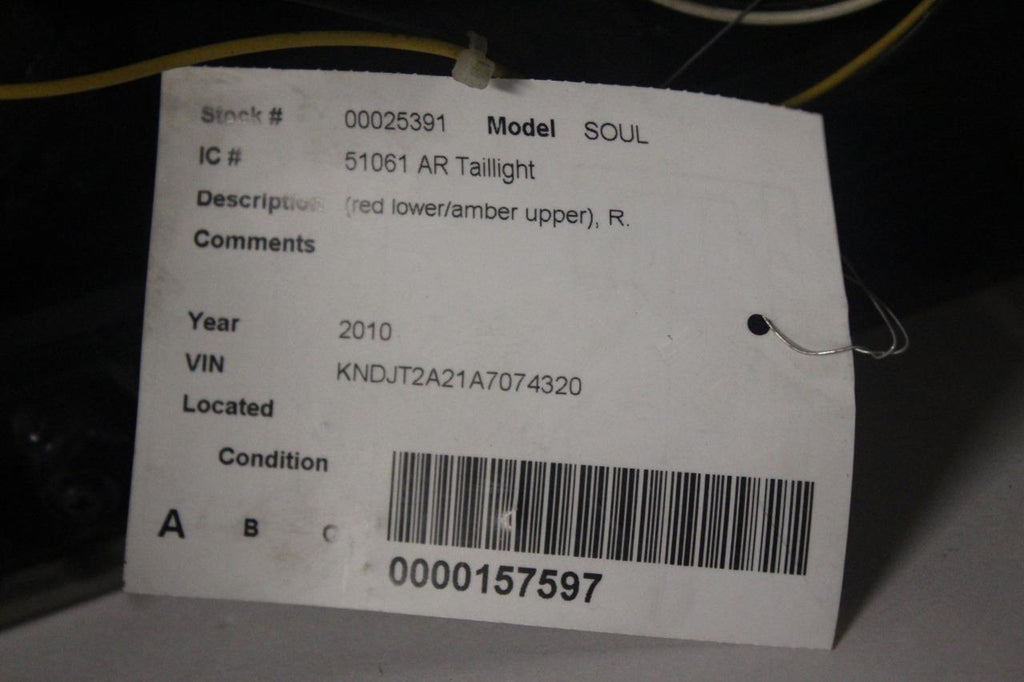 Stock # 00025391 Model SOUL
IC # 51061 AR Taillight
Description (red lower/amber upper), R.
Comments
Year 2010
VIN KNDJT2A21A7074320
Located
Condition
A B C
0000157597